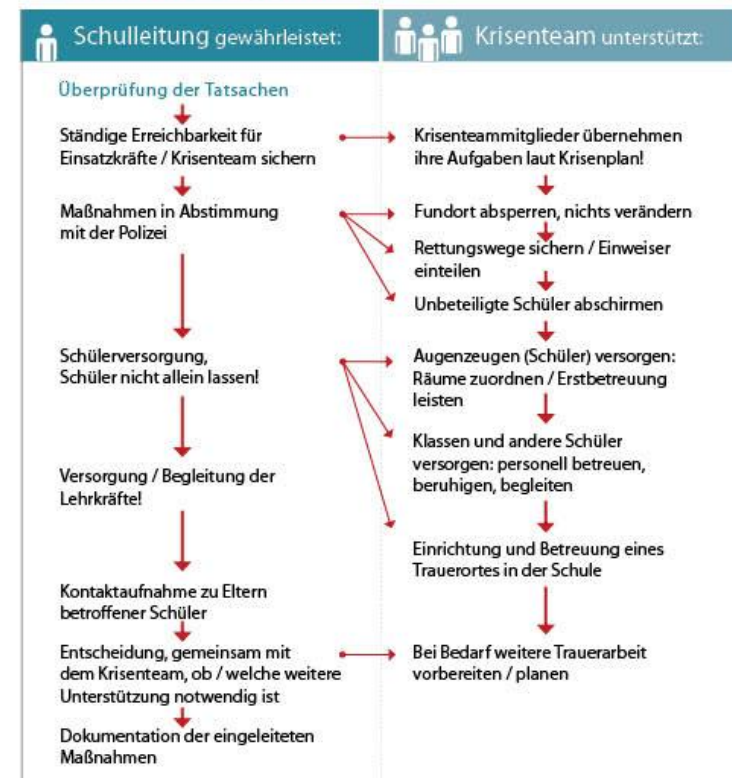 Schulleitung gewährleistet:
Überprüfung der Tatsachen
Ständige Erreichbarkeit für
Einsatzkräfte / Krisenteam sichern
Maßnahmen in Abstimmung
mit der Polizei
Schülerversorgung,
Schüler nicht allein lassen!
Versorgung / Begleitung der
Lehrkräfte!
Kontaktaufnahme zu Eltern
betroffener Schüler
Entscheidung, gemeinsam mit
dem Krisenteam, ob / welche weitere
Unterstützung notwendig ist
Dokumentation der eingeleiteten
Maßnahmen
Krisenteam unterstützt:
Krisenteammitglieder übernehmen
ihre Aufgaben laut Krisenplan!
Fundort absperren, nichts verändern
Rettungswege sichern / Einweiser
einteilen
Unbeteiligte Schüler abschirmen
Augenzeugen (Schüler) versorgen:
Räume zuordnen / Erstbetreuung
leisten
Klassen und andere Schüler
versorgen: personell betreuen,
beruhigen, begleiten
Einrichtung und Betreuung eines
Trauerortes in der Schule
Bei Bedarf weitere Trauerarbeit
vorbereiten / planen